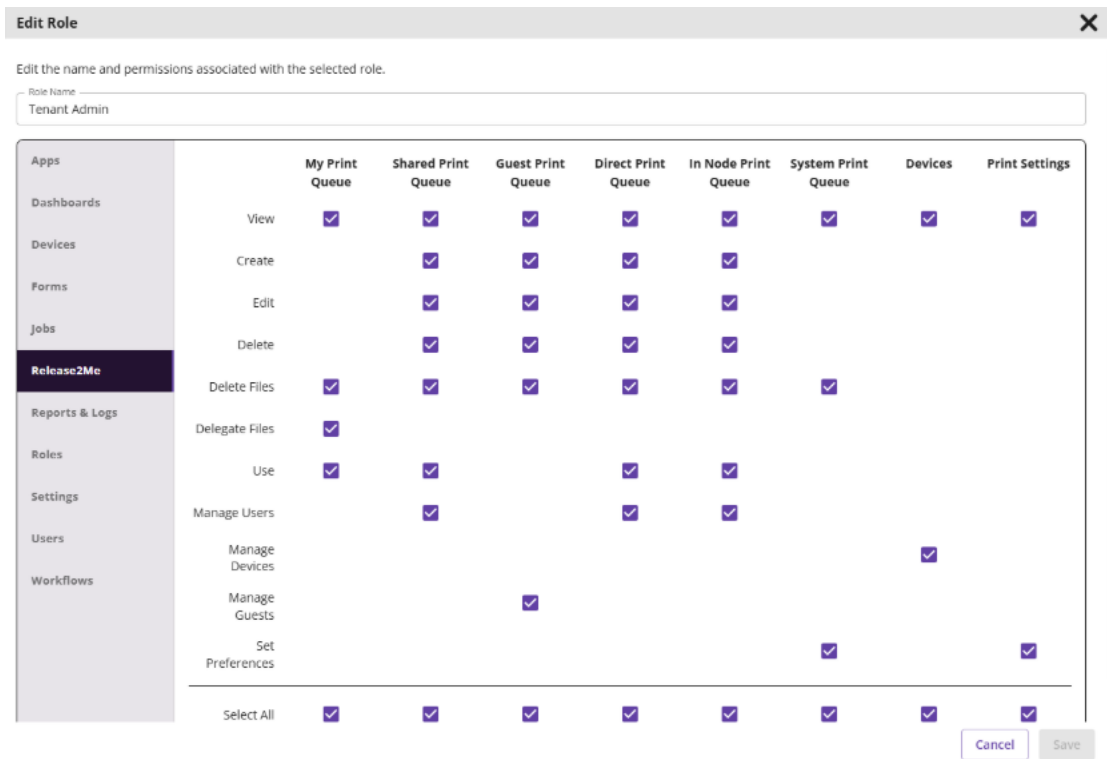 Edit Role
Edit the name and permissions associated with the selected role.
Role Name
Tenant Admin
Apps
Dashboards
Devices
Forms
Jobs
Release2Me
Reports & Logs
Roles
Settings
Users
Workflows
My Print Queue
Shared Print Queue
Guest Print Queue
Direct Print Queue
In Node Print Queue
System Print Queue
Devices
Print Settings
View
Create
Edit
Delete
Delete Files
Delegate Files
Use
Manage Users
Manage
Devices
Manage
Guests
Set
Preferences
Select All
Cancel
Save